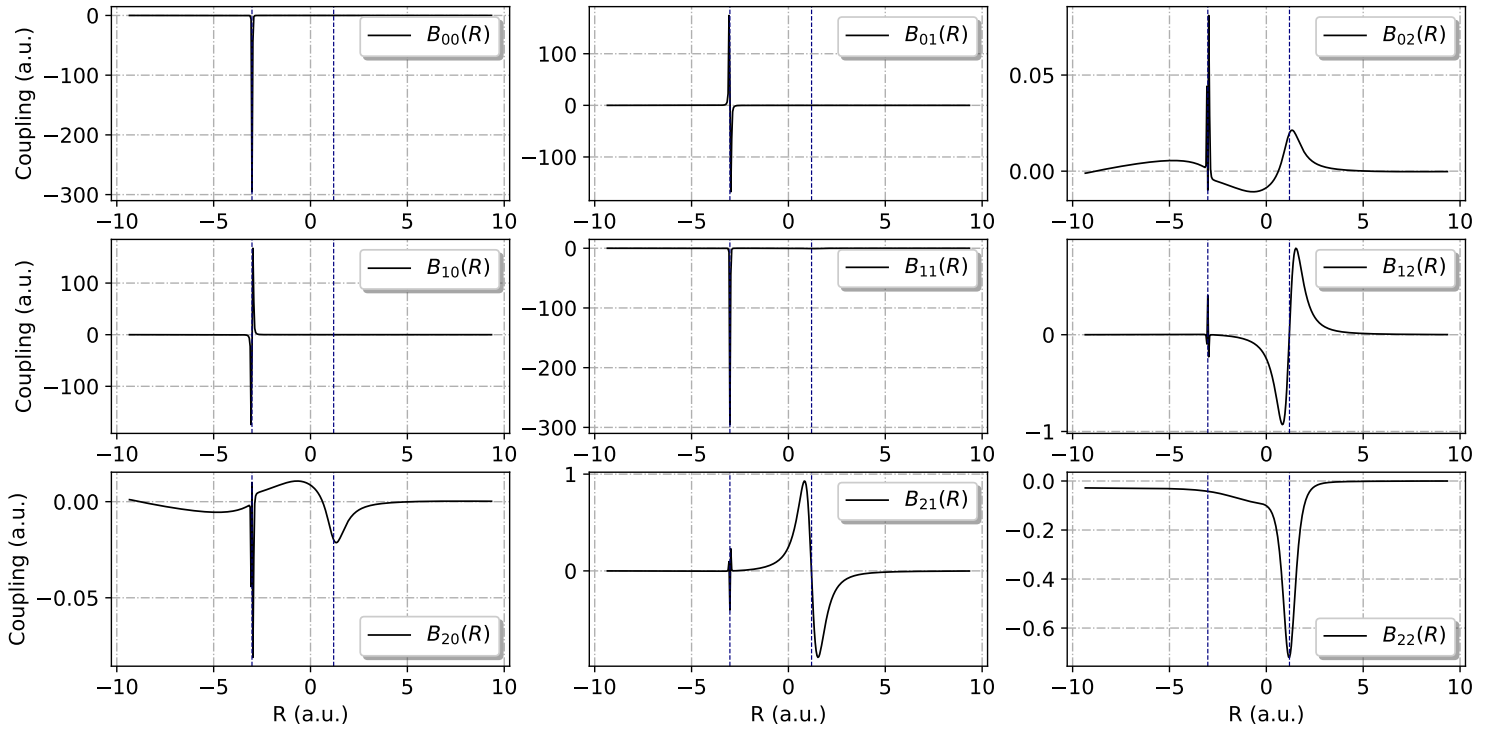 0
−100
−200
−300
Coupling (a.u.)
B₀₀(R)
−10 −5 0 5 10
100
0
−100
B₀₁(R)
−10 −5 0 5 10
0.05
0.00
B₀₂(R)
−10 −5 0 5 10
100
0
−100
Coupling (a.u.)
B₁₀(R)
−10 −5 0 5 10
0
−100
−200
−300
B₁₁(R)
−10 −5 0 5 10
0
−1
B₁₂(R)
−10 −5 0 5 10
0.00
−0.05
Coupling (a.u.)
B₂₀(R)
−10 −5 0 5 10
R (a.u.)
1
0
B₂₁(R)
−10 −5 0 5 10
R (a.u.)
0.0
−0.2
−0.4
−0.6
B₂₂(R)
−10 −5 0 5 10
R (a.u.)